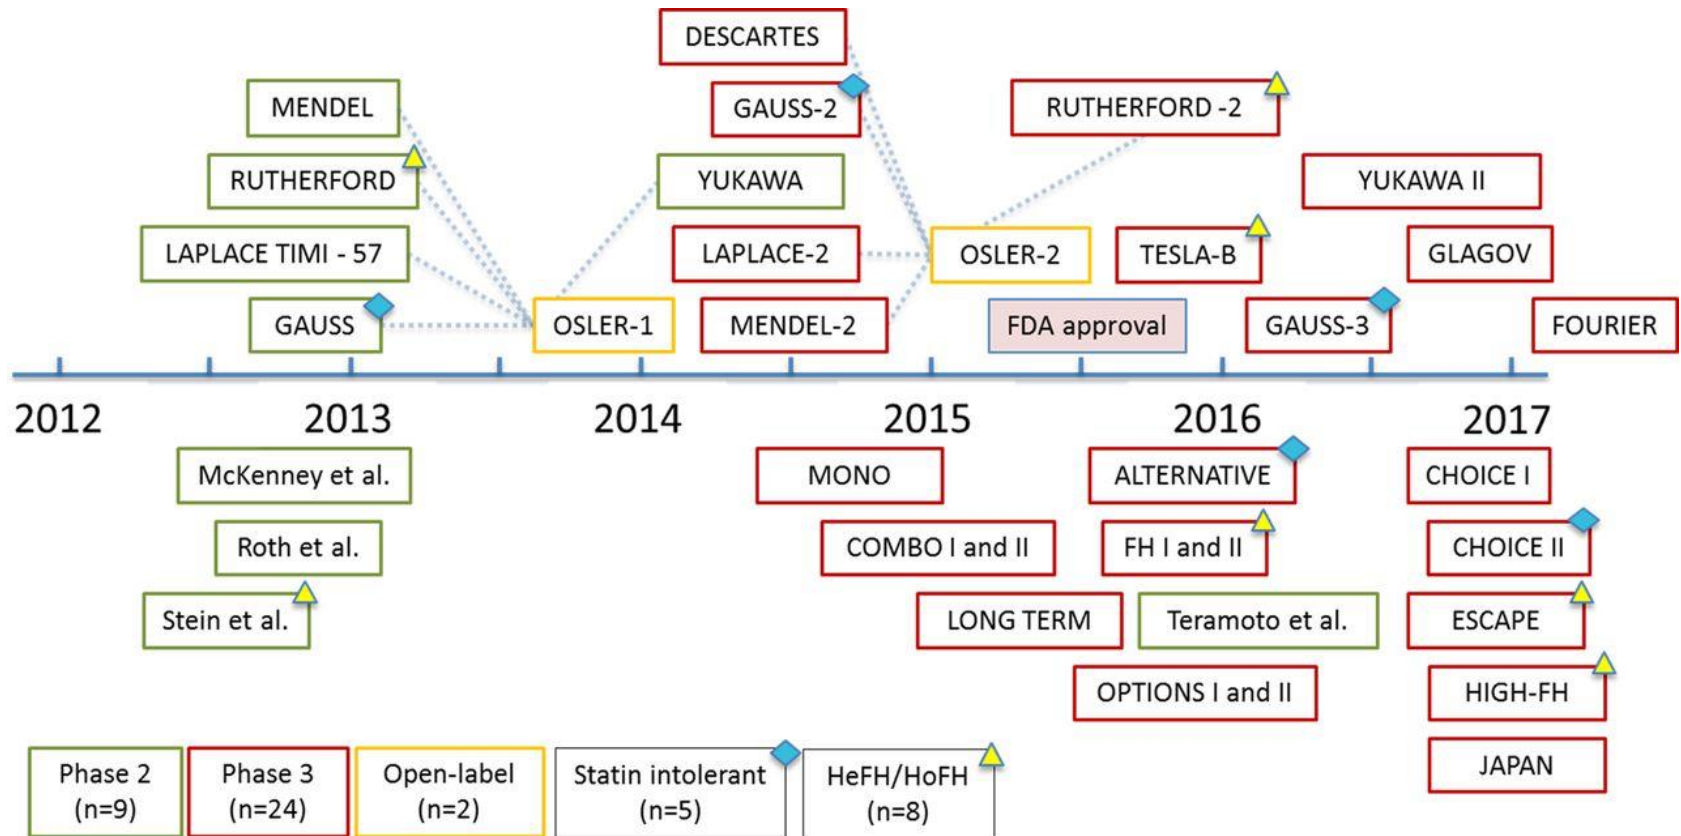 DESCARTES
MENDEL
GAUSS-2
RUTHERFORD -2
RUTHERFORD
YUKAWA
YUKAWA II
LAPLACE TIMI - 57
LAPLACE-2
OSLER-2
TESLA-B
GLAGOV
GAUSS
OSLER-1
MENDEL-2
FDA approval
GAUSS-3
FOURIER
2012
2013
2014
2015
2016
2017
McKenney et al.
MONO
ALTERNATIVE
CHOICE I
Roth et al.
COMBO I and II
FH I and II
CHOICE II
Stein et al.
LONG TERM
Teramoto et al.
ESCAPE
OPTIONS I and II
HIGH-FH
JAPAN
Phase 2
(n=9)
Phase 3
(n=24)
Open-label
(n=2)
Statin intolerant
(n=5)
HeFH/HoFH
(n=8)